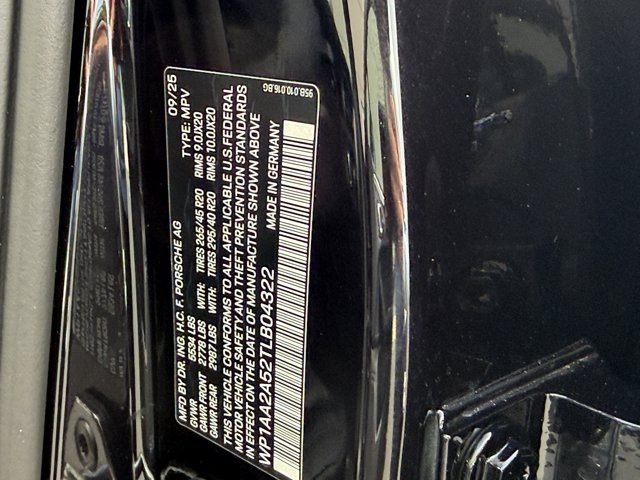 MFD BY DR. ING. H.C. F. PORSCHE AG 09/25
GVWR 5534 LBS TYPE: MPV
GAWR FRONT 2778 LBS WITH: TIRES 265/45 R20 RIMS 9.0JX20
GAWR REAR 2987 LBS WITH: TIRES 295/40 R20 RIMS 10.0JX20
THIS VEHICLE CONFORMS TO ALL APPLICABLE U.S. FEDERAL
MOTOR VEHICLE SAFETY AND THEFT PREVENTION STANDARDS
IN EFFECT ON THE DATE OF MANUFACTURE SHOWN ABOVE
WP1AA2A52TLB04322 MADE IN GERMANY
95B.010.016.BG